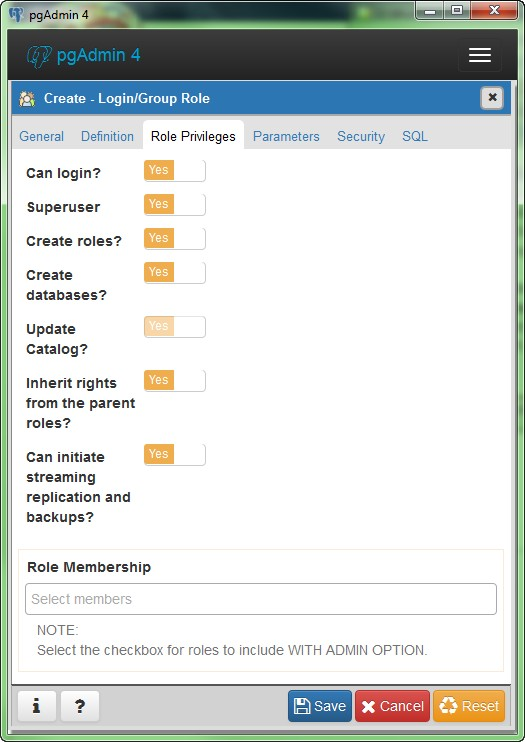 pgAdmin 4
pgAdmin 4
Create - Login/Group Role
General Definition Role Privileges Parameters Security SQL
Can login? Yes
Superuser Yes
Create roles? Yes
Create Yes
databases?
Update Yes
Catalog?
Inherit rights Yes
from the parent
roles?
Can initiate Yes
streaming
replication and
backups?
Role Membership
Select members
NOTE:
Select the checkbox for roles to include WITH ADMIN OPTION.
i ? Save Cancel Reset